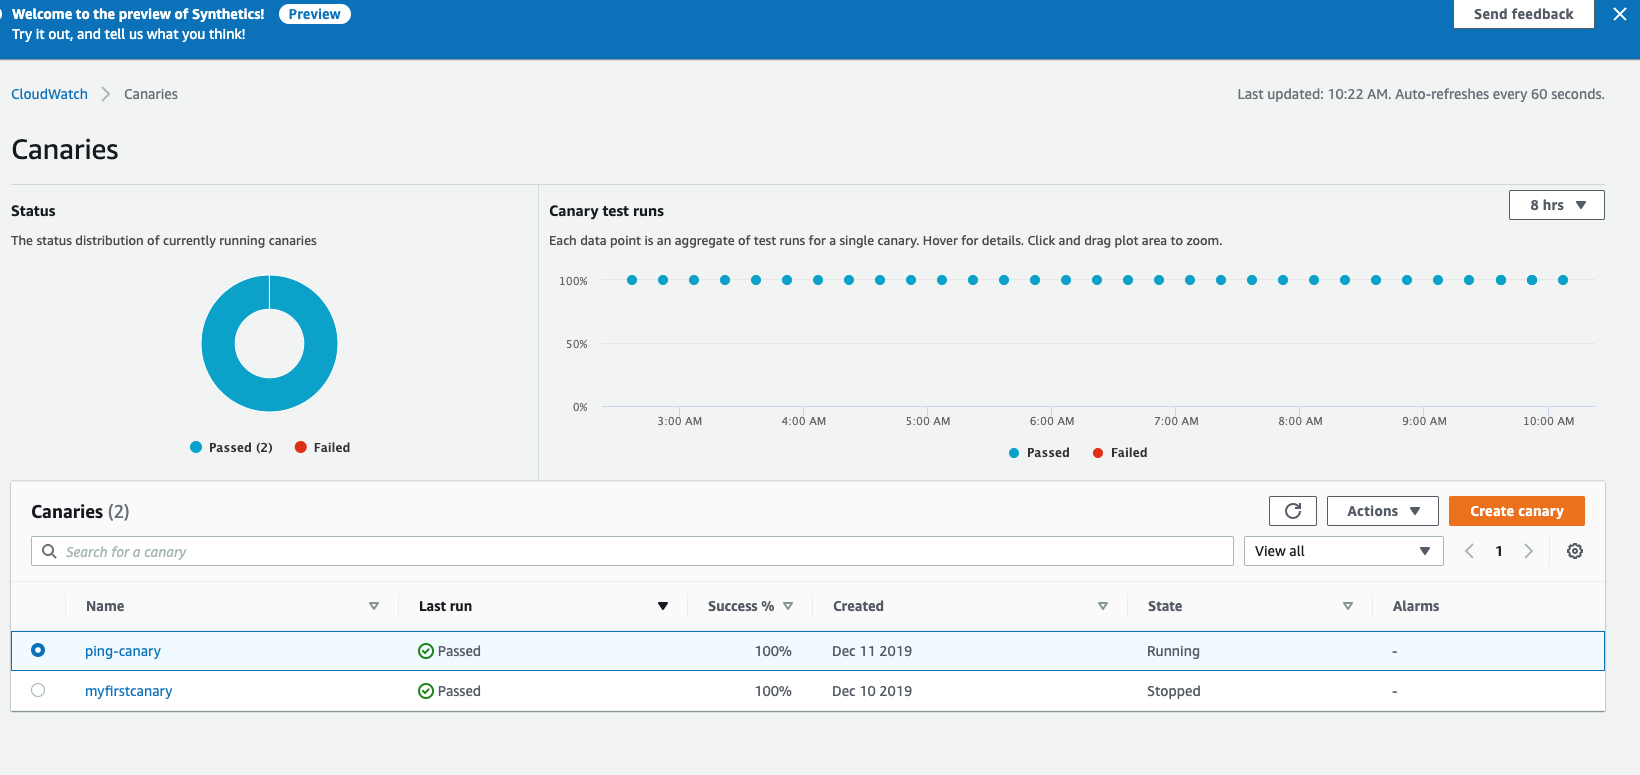 Welcome to the preview of Synthetics! Preview
Try it out, and tell us what you think!
Send feedback
CloudWatch Canaries
Last updated: 10:22 AM. Auto-refreshes every 60 seconds.
Canaries
Status
The status distribution of currently running canaries
Passed (2) Failed
Canary test runs
8 hrs
Each data point is an aggregate of test runs for a single canary. Hover for details. Click and drag plot area to zoom.
100%
50%
0%
3:00 AM 4:00 AM 5:00 AM 6:00 AM 7:00 AM 8:00 AM 9:00 AM 10:00 AM
Passed Failed
Canaries (2)
Actions Create canary
Search for a canary View all 1
Name Last run Success % Created State Alarms
ping-canary Passed 100% Dec 11 2019 Running -
myfirstcanary Passed 100% Dec 10 2019 Stopped -